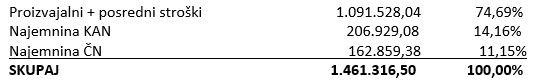 Proizvajalni + posredni stroški 1.091.528,04 74,69%
Najemnina KAN 206.929,08 14,16%
Najemnina ČN 162.859,38 11,15%
SKUPAJ 1.461.316,50 100,00%